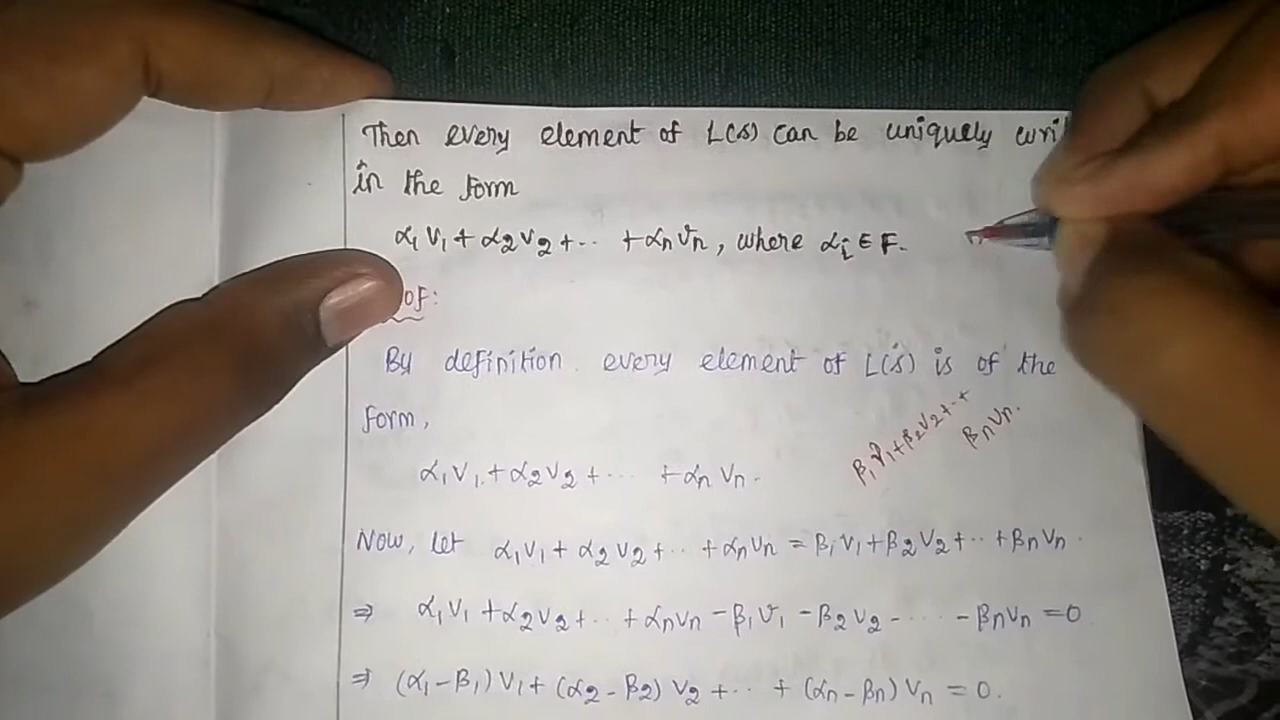 Then every element of L(s) can be uniquely
in the form
α₁V₁ + α₂V₂ + ·· + αₙVₙ, where αᵢ ∈ F.
OF:
By definition every element of L(s) is of the
form,
α₁V₁ + α₂V₂ + ···· + αₙVₙ.
β₁V₁ + β₂V₂ + ·· +
βₙVₙ.
Now, let α₁V₁ + α₂V₂ + ·· + αₙVₙ = β₁V₁ + β₂V₂ + ·· + βₙVₙ.
⇒ α₁V₁ + α₂V₂ + ·· + αₙVₙ − β₁V₁ − β₂V₂ − ···· − βₙVₙ = 0
⇒ (α₁ − β₁) V₁ + (α₂ − β₂) V₂ + ·· + (αₙ − βₙ) Vₙ = 0.